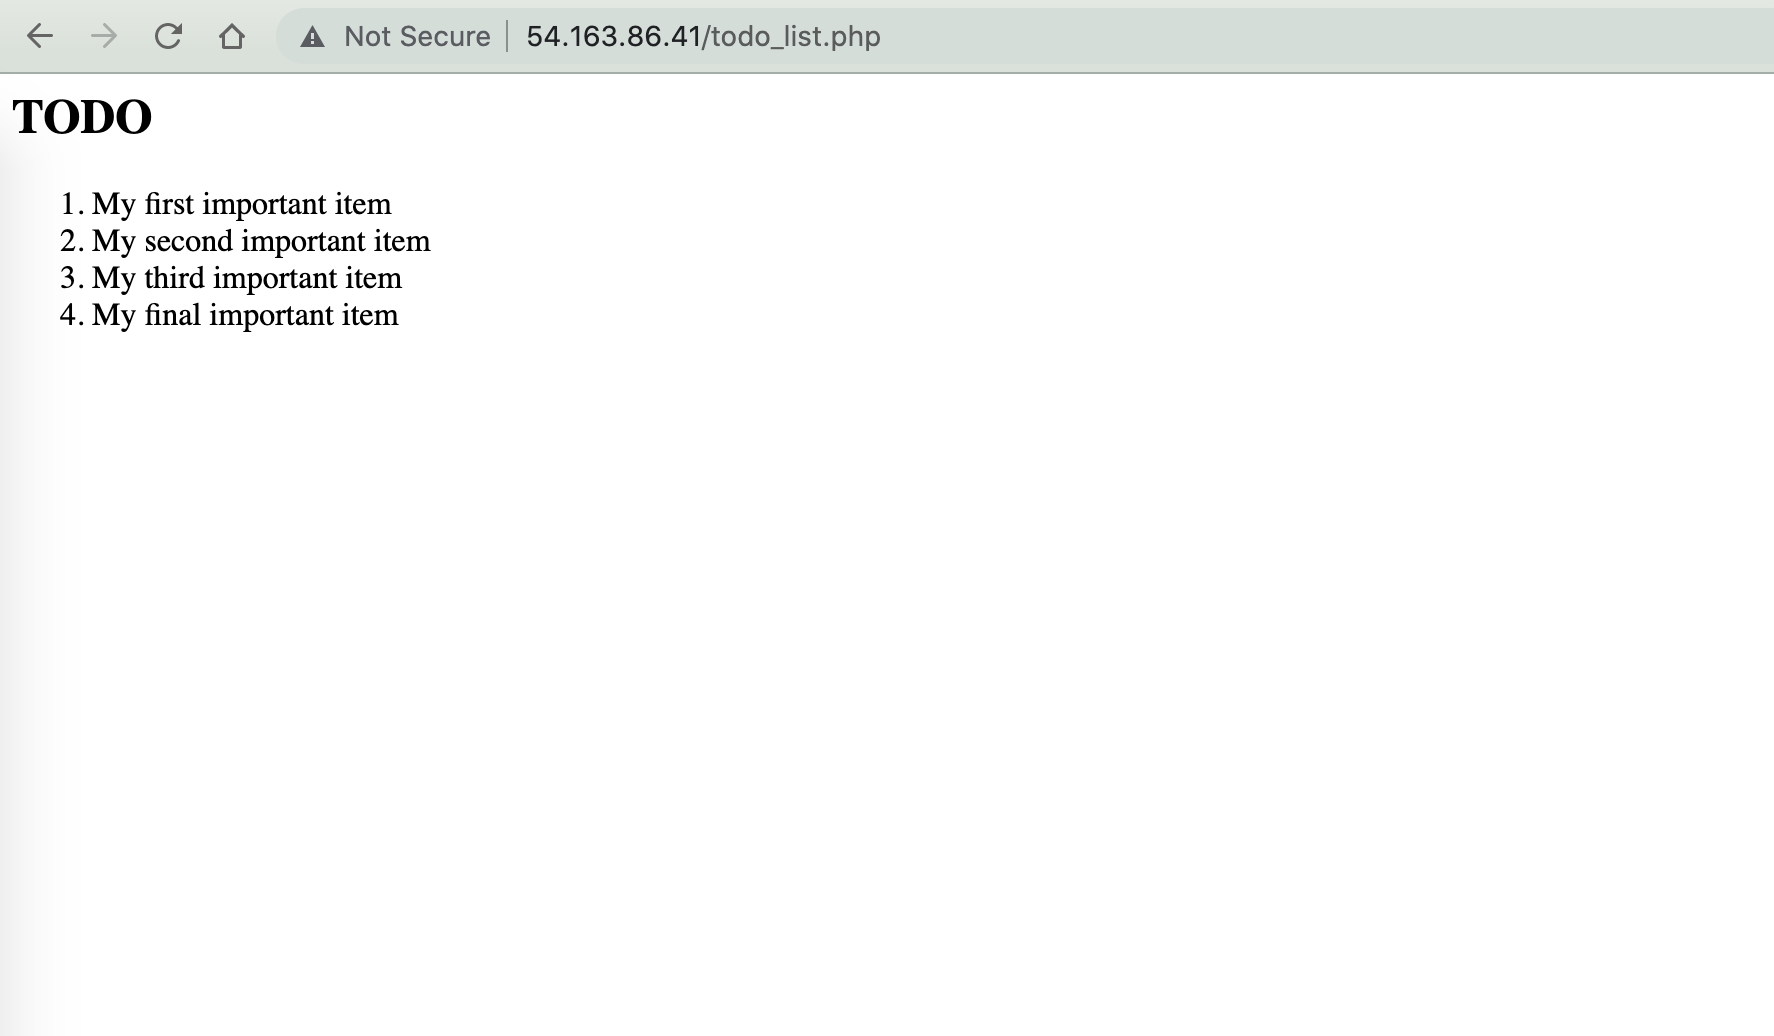 Not Secure 54.163.86.41/todo_list.php
TODO
1. My first important item
2. My second important item
3. My third important item
4. My final important item